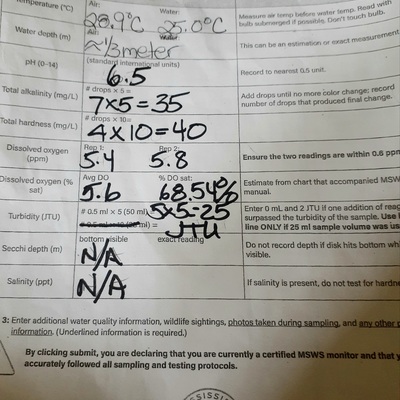 Temperature (°C) Air: Water: Measure air temp before water temp. Read with
28.9°C 25.0°C bulb submerged if possible. Don't touch bulb.
Water depth (m) ≈ 1/3 meter This can be an estimation or exact measurement.
pH (0-14) (standard international units) 6.5 Record to nearest 0.5 unit.
Total alkalinity (mg/L) # drops x 5 = Add drops until no more color change; record
7x5=35 number of drops that produced final change.
Total hardness (mg/L) # drops x 10=
4x10=40
Dissolved oxygen (ppm) Rep 1: Rep 2: Ensure the two readings are within 0.6 ppm
5.4 5.8
Dissolved oxygen (% sat) Avg DO % DO sat: Estimate from chart that accompanied MSWS
5.6 68.54% manual.
Turbidity (JTU) # 0.5 ml x 5 (50 ml) 5x5=25 Enter 0 mL and 2 JTU if one addition of
JTU surpassed the turbidity of the sample. Use
line ONLY if 25 ml sample volume was
Secchi depth (m) bottom visible exact reading Do not record depth if disk hits bottom
N/A visible.
Salinity (ppt) N/A If salinity is present, do not test for
3: Enter additional water quality information, wildlife sightings, photos taken during sampling, and any other
information. (Underlined information is required.)
By clicking submit, you are declaring that you are currently a certified MSWS monitor and that
accurately followed all sampling and testing protocols.